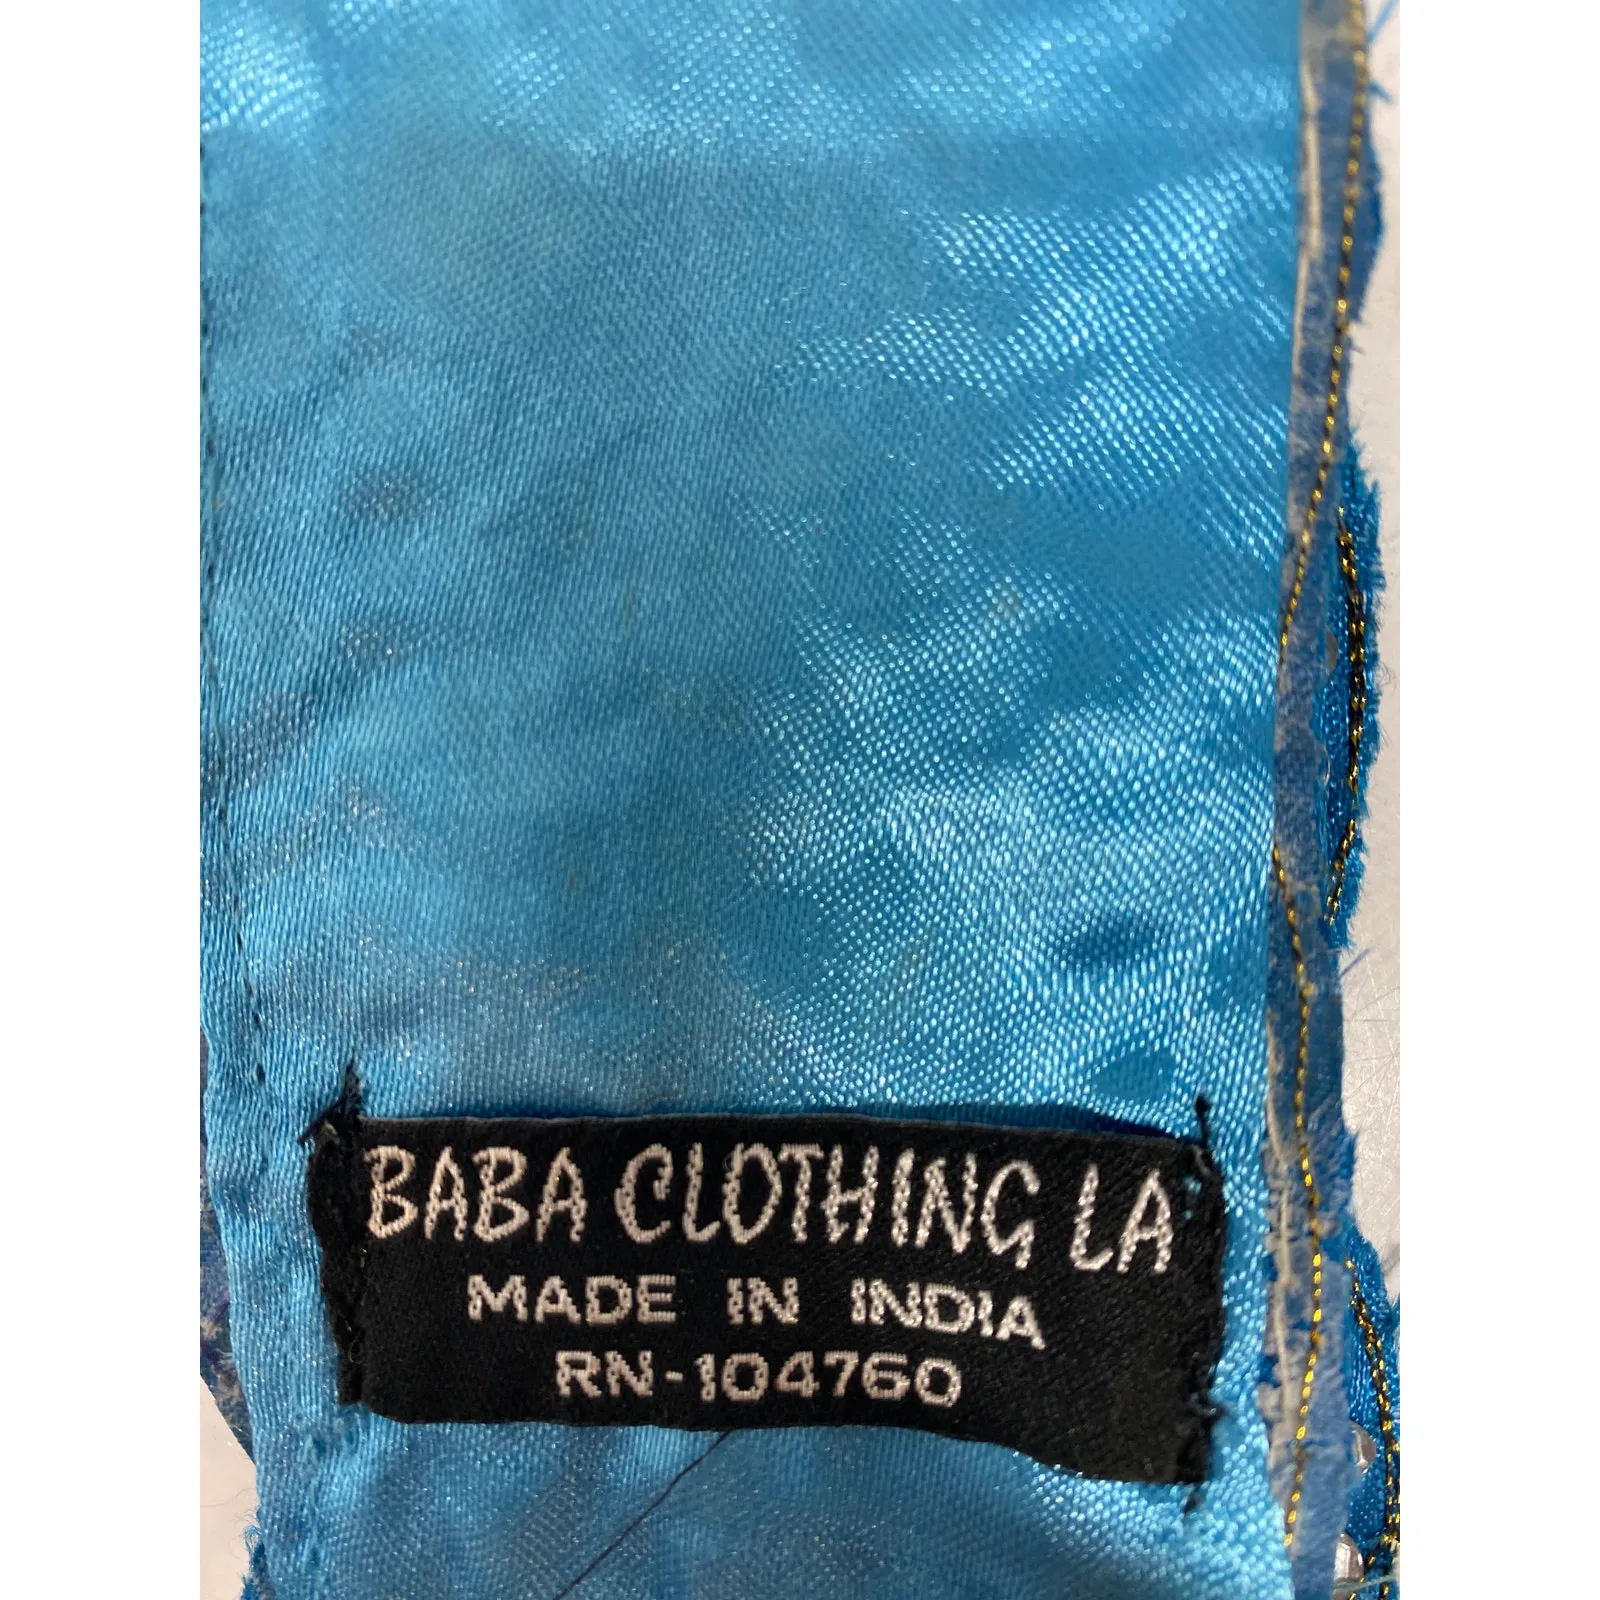 BABA CLOTHING LA
MADE IN INDIA
RN-104760